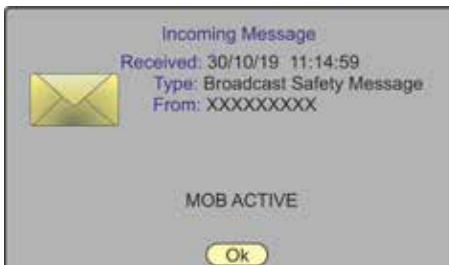 Incoming Message
Received: 30/10/19 11:14:59
Type: Broadcast Safety Message
From: XXXXXXXXX
MOB ACTIVE
Ok